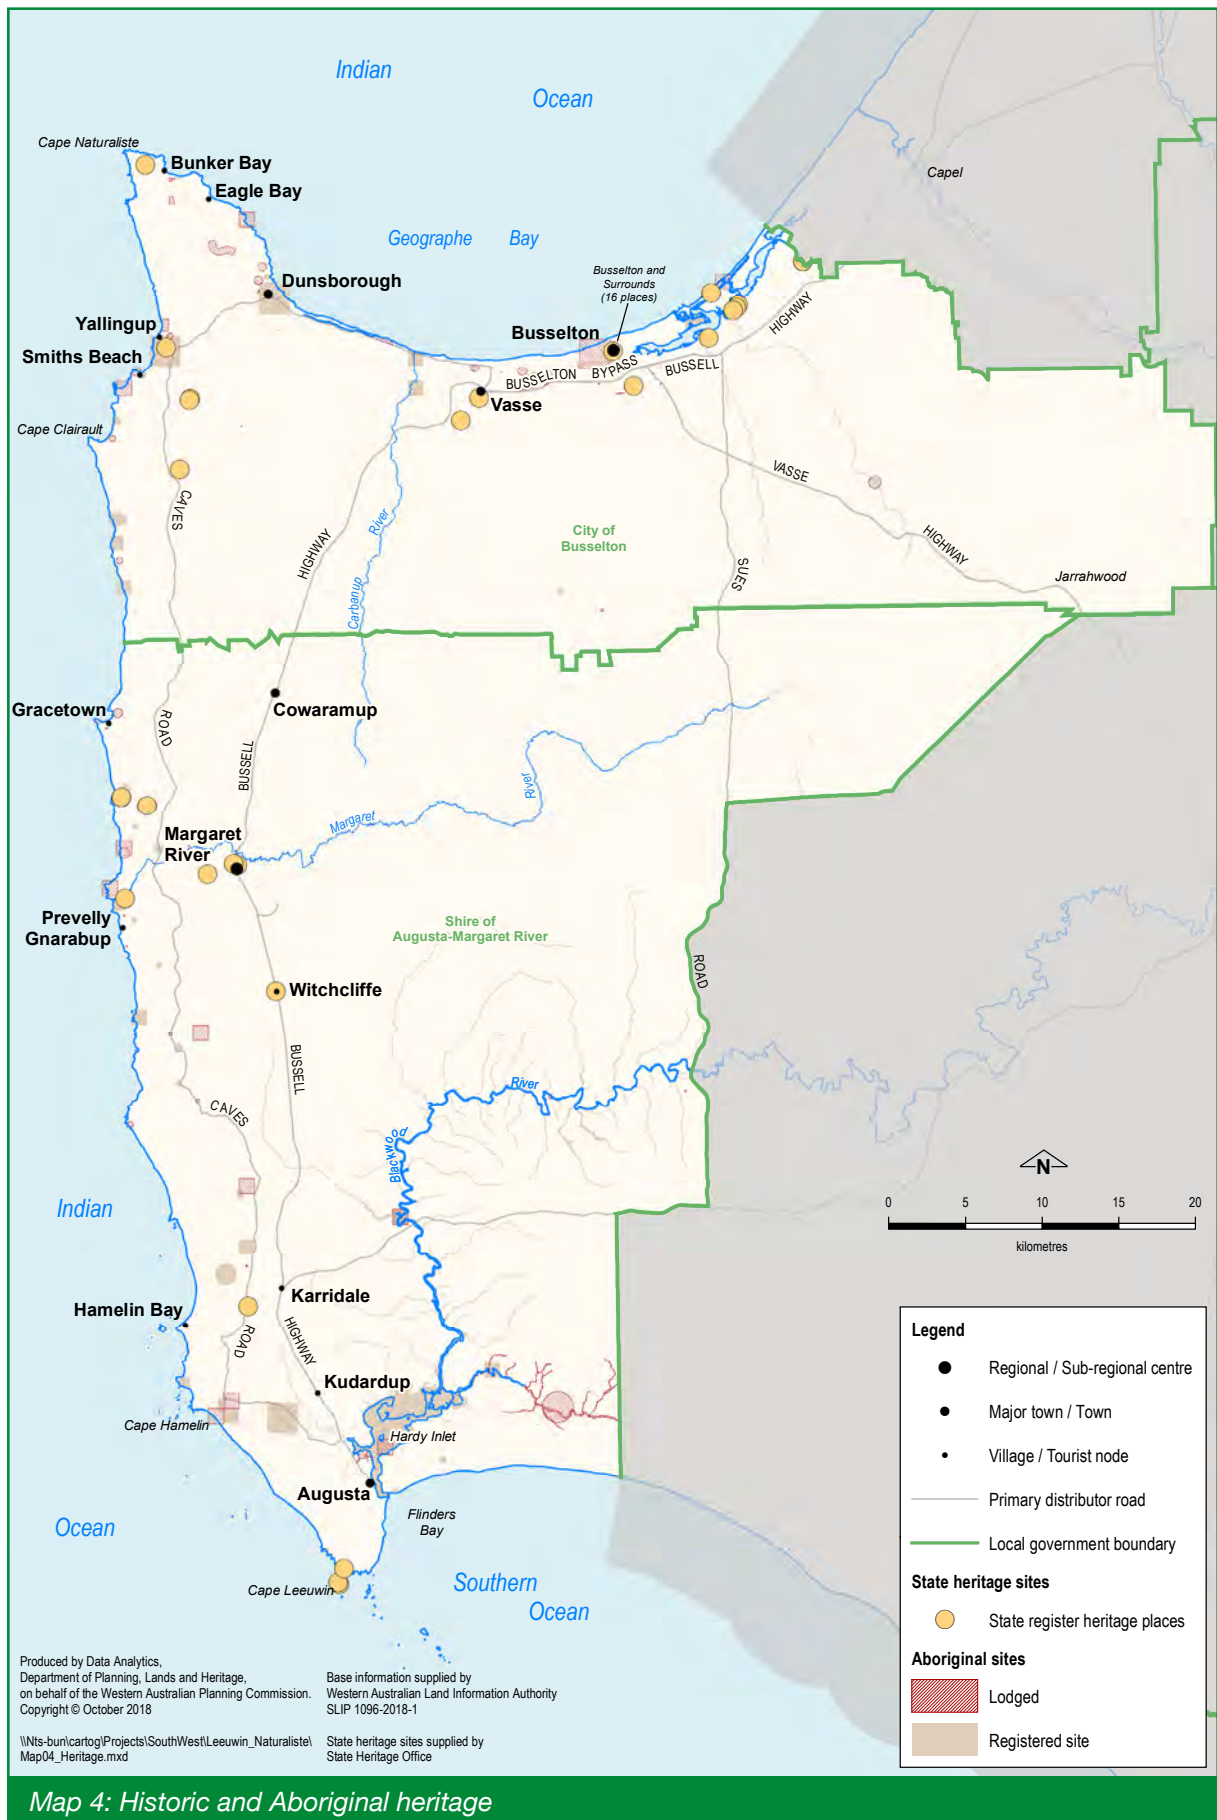 Indian
Ocean
Cape Naturaliste
Bunker Bay
Eagle Bay
Capel
Geographe Bay
Dunsborough
Busselton and
Surrounds
(16 places)
Yallingup
Busselton
HIGHWAY
Smiths Beach
BUSSELTON BYPASS
BUSSELL
Vasse
Cape Clairault
VASSE
CAVES
River
HIGHWAY
City of
Busselton
HIGHWAY
SUES
Jarrahwood
Carbanup
Gracetown
Cowaramup
ROAD
BUSSELL
River
Margaret
Margaret
River
Prevelly
Gnarabup
Shire of
Augusta-Margaret River
ROAD
Witchcliffe
BUSSELL
River
CAVES
Blackwood
N
Indian
0 5 10 15 20
kilometres
Karridale
Hamelin Bay
HIGHWAY
ROAD
Kudardup
Cape Hamelin
Hardy Inlet
Augusta
Flinders
Bay
Ocean
Cape Leeuwin
Southern
Ocean
Legend
Regional / Sub-regional centre
Major town / Town
Village / Tourist node
Primary distributor road
Local government boundary
State heritage sites
State register heritage places
Aboriginal sites
Lodged
Registered site
Produced by Data Analytics,
Department of Planning, Lands and Heritage,
on behalf of the Western Australian Planning Commission.
Copyright © October 2018
\\Nts-bun\cartog\Projects\SouthWest\Leeuwin_Naturaliste\
Map04_Heritage.mxd
Base information supplied by
Western Australian Land Information Authority
SLIP 1096-2018-1
State heritage sites supplied by
State Heritage Office
Map 4: Historic and Aboriginal heritage